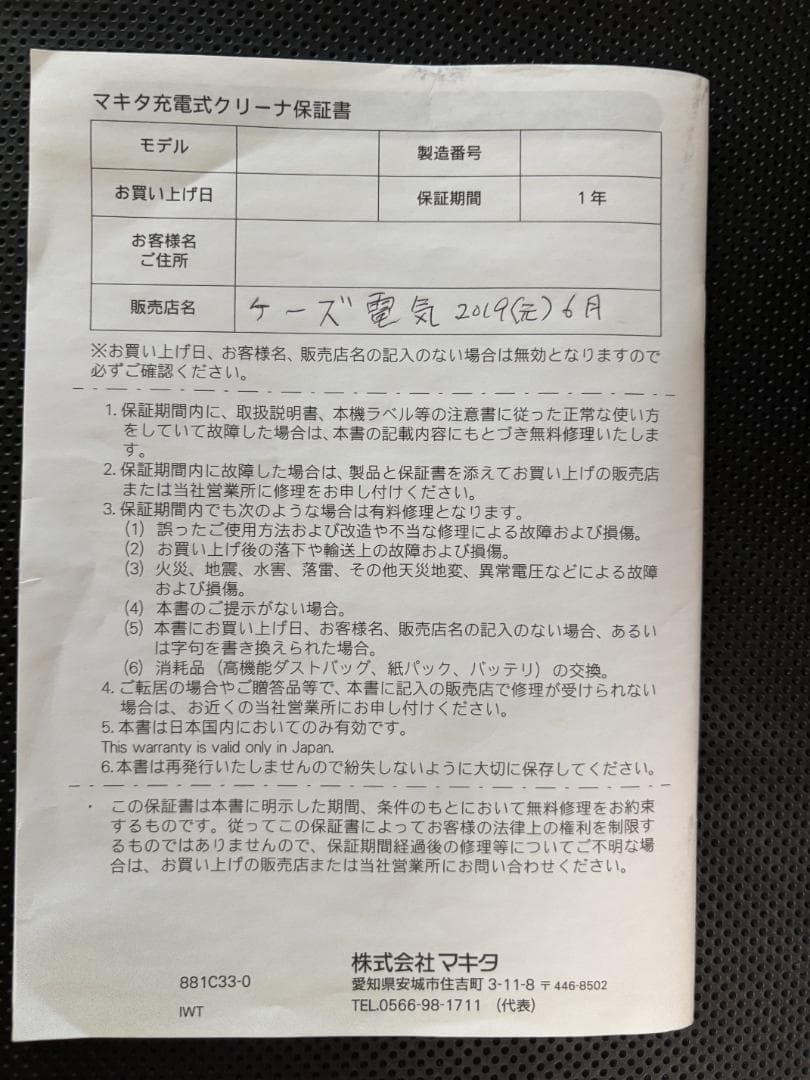 マキタ充電式クリーナ保証書
モデル 製造番号
お買い上げ日 保証期間 1年
お客様名
ご住所
販売店名 ケーズ電気 2019(元)6月
※お買い上げ日、お客様名、販売店名の記入のない場合は無効となりますので
必ずご確認ください。
1. 保証期間内に、取扱説明書、本機ラベル等の注意書に従った正常な使い方
をしていて故障した場合は、本書の記載内容にもとづき無料修理いたしま
す。
2. 保証期間内に故障した場合は、製品と保証書を添えてお買い上げの販売店
または当社営業所に修理をお申し付けください。
3. 保証期間内でも次のような場合は有料修理となります。
(1) 誤ったご使用方法および改造や不当な修理による故障および損傷。
(2) お買い上げ後の落下や輸送上の故障および損傷。
(3) 火災、地震、水害、落雷、その他天災地変、異常電圧などによる故障
および損傷。
(4) 本書のご提示がない場合。
(5) 本書にお買い上げ日、お客様名、販売店名の記入のない場合、あるい
は字句を書き換えられた場合。
(6) 消耗品（高機能ダストバッグ、紙パック、バッテリ）の交換。
4. ご転居の場合やご贈答品等で、本書に記入の販売店で修理が受けられない
場合は、お近くの当社営業所にお申し付けください。
5. 本書は日本国内においてのみ有効です。
This warranty is valid only in Japan.
6. 本書は再発行いたしませんので紛失しないように大切に保存してください。
・ この保証書は本書に明示した期間、条件のもとにおいて無料修理をお約束
するものです。従ってこの保証書によってお客様の法律上の権利を制限す
るものではありませんので、保証期間経過後の修理等についてご不明な場
合は、お買い上げの販売店または当社営業所にお問い合わせください。
株式会社マキタ
881C33-0 愛知県安城市住吉町 3-11-8 〒446-8502
IWT TEL.0566-98-1711 （代表）